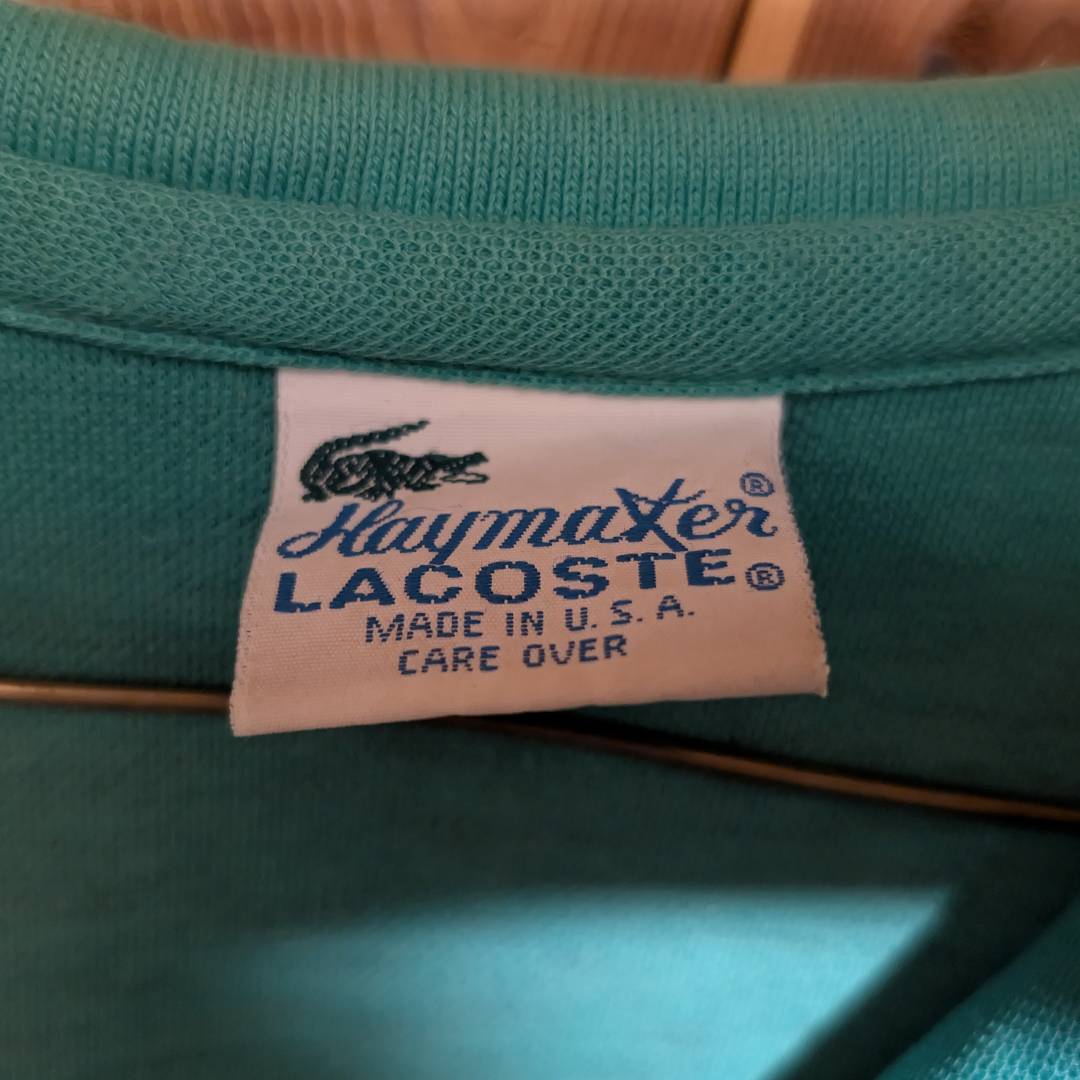 Haymaker®
LACOSTE®
MADE IN U.S.A.
CARE OVER